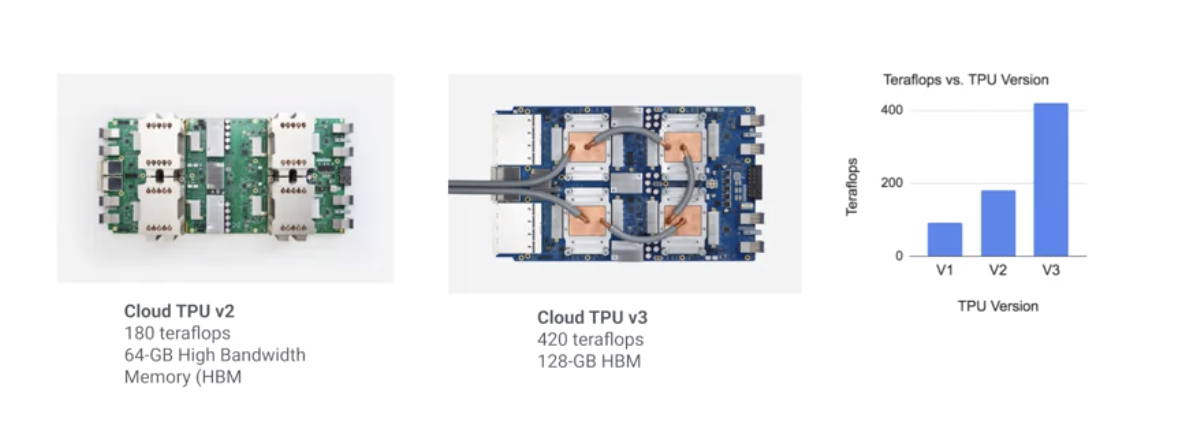 Cloud TPU v2
180 teraflops
64-GB High Bandwidth
Memory (HBM
Cloud TPU v3
420 teraflops
128-GB HBM
Teraflops vs. TPU Version
400
200
0
Teraflops
V1 V2 V3
TPU Version